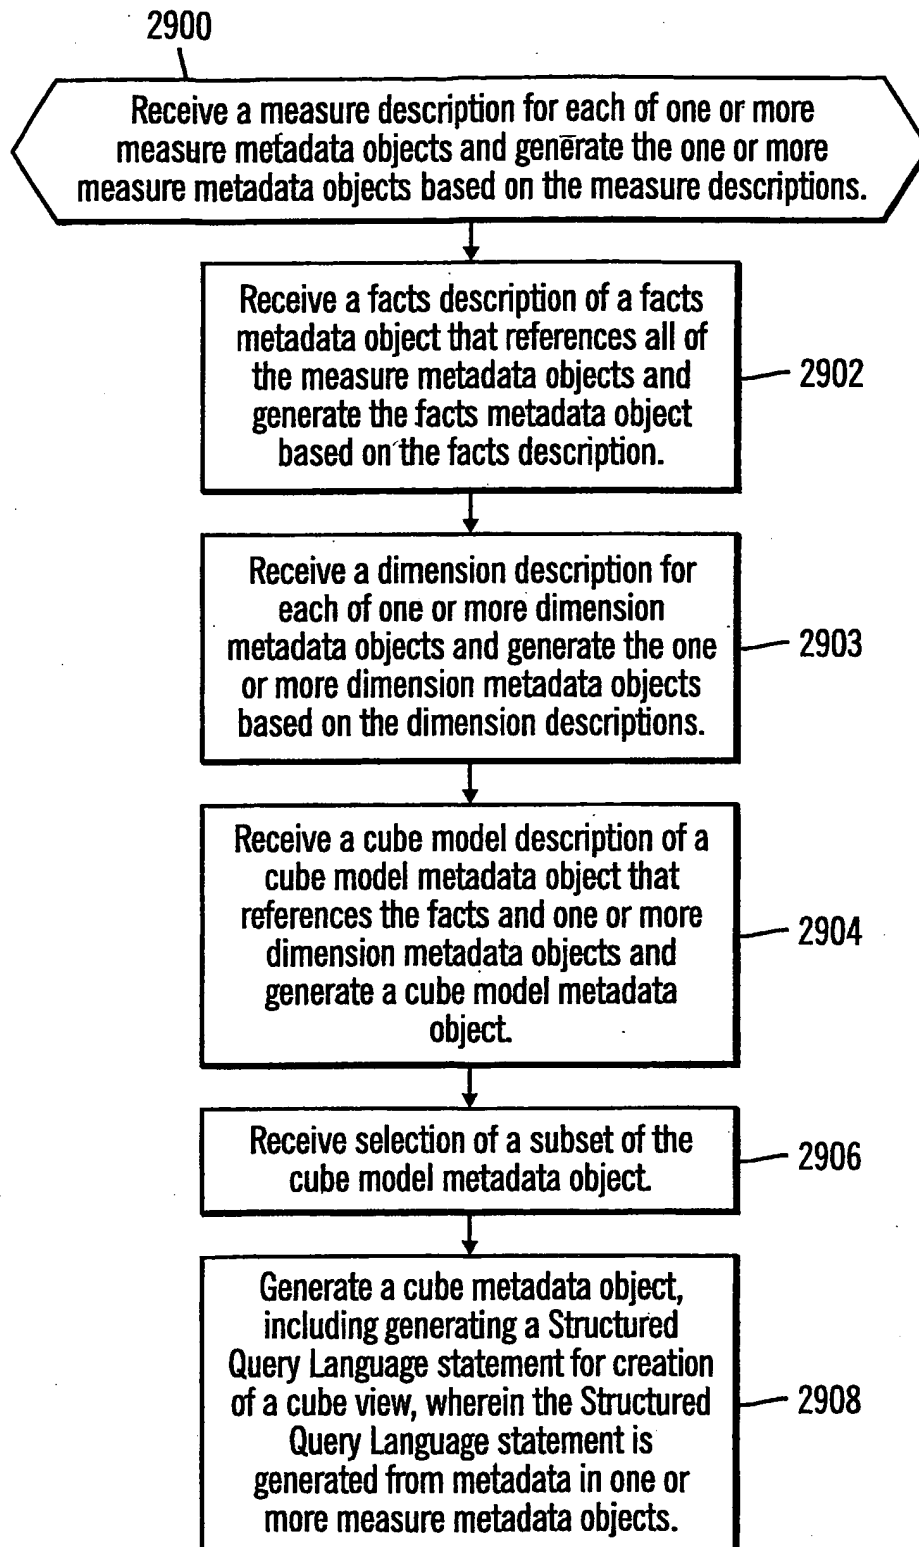 2900
Receive a measure description for each of one or more
measure metadata objects and generate the one or more
measure metadata objects based on the measure descriptions.
Receive a facts description of a facts
metadata object that references all of
the measure metadata objects and
generate the facts metadata object
based on the facts description.
2902
Receive a dimension description for
each of one or more dimension
metadata objects and generate the one
or more dimension metadata objects
based on the dimension descriptions.
2903
Receive a cube model description of a
cube model metadata object that
references the facts and one or more
dimension metadata objects and
generate a cube model metadata
object.
2904
Receive selection of a subset of the
cube model metadata object.
2906
Generate a cube metadata object,
including generating a Structured
Query Language statement for creation
of a cube view, wherein the Structured
Query Language statement is
generated from metadata in one or
more measure metadata objects.
2908